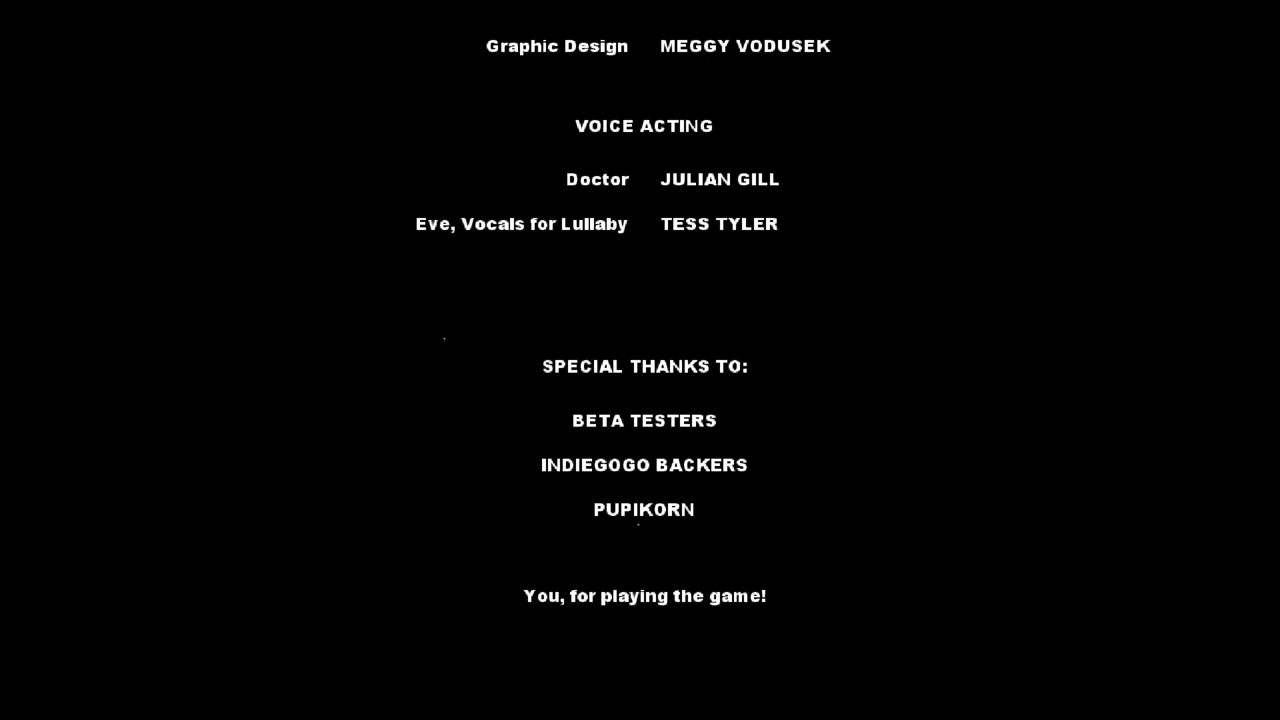 Graphic Design MEGGY VODUSEK
VOICE ACTING
Doctor JULIAN GILL
Eve, Vocals for Lullaby TESS TYLER
SPECIAL THANKS TO:
BETA TESTERS
INDIEGOGO BACKERS
PUPIKORN
You, for playing the game!